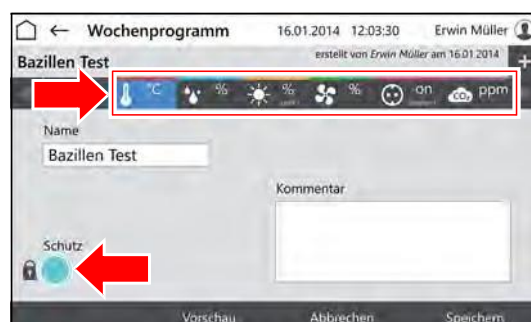 Wochenprogramm 16.01.2014 12:03:30 Erwin Müller
Bazillen Test erstellt von Erwin Müller am 16.01.2014
°C % % % on ppm
Name
Bazillen Test
Kommentar
Schutz
Vorschau Abbrechen Speichern